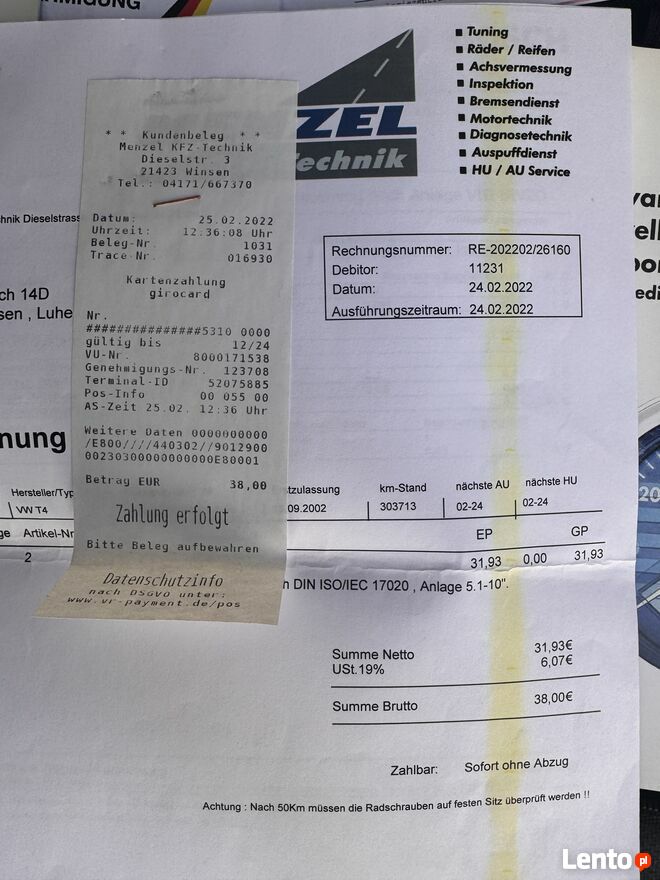 MIGUNG
ZEL
echnik
Tuning
Räder / Reifen
Achsvermessung
Inspektion
Bremsendienst
Motortechnik
Diagnosetechnik
Auspuffdienst
HU / AU Service
* * Kundenbeleg * *
Menzel KFZ-Technik
Dieselstr. 3
21423 Winsen
Tel.: 04171/667370
Datum: 25.02.2022
Uhrzeit: 12:36:08 Uhr
Beleg-Nr. 1031
Trace-Nr. 016930
Kartenzahlung
girocard
Nr.
###############5310 0000
gültig bis 12/24
VU-Nr. 8000171538
Genehmigungs-Nr. 123708
Terminal-ID 52075885
Pos-Info 00 055 00
AS-Zeit 25.02. 12:36 Uhr
Weitere Daten 0000000000
/E800////440302//9012900
00230300000000000E80001
Betrag EUR 38,00
Zahlung erfolgt
Bitte Beleg aufbewahren
Datenschutzinfo
nach DSGVO unter:
www.vr-payment.de/pos
hnik Dieselstrass
ch 14D
sen , Luhe
Rechnungsnummer: RE-202202/26160
Debitor: 11231
Datum: 24.02.2022
Ausführungszeitraum: 24.02.2022
nung
Hersteller/Typ
tzulassung
km-Stand
nächste AU
nächste HU
VW T4
09.2002
303713
02-24
02-24
ge Artikel-Nr
EP
GP
2
31,93 0,00 31,93
n DIN ISO/IEC 17020 , Anlage 5.1-10".
Summe Netto 31,93€
USt.19% 6,07€
Summe Brutto 38,00€
Zahlbar: Sofort ohne Abzug
Achtung : Nach 50Km müssen die Radschrauben auf festen Sitz überprüft werden !!
20
Lento pl